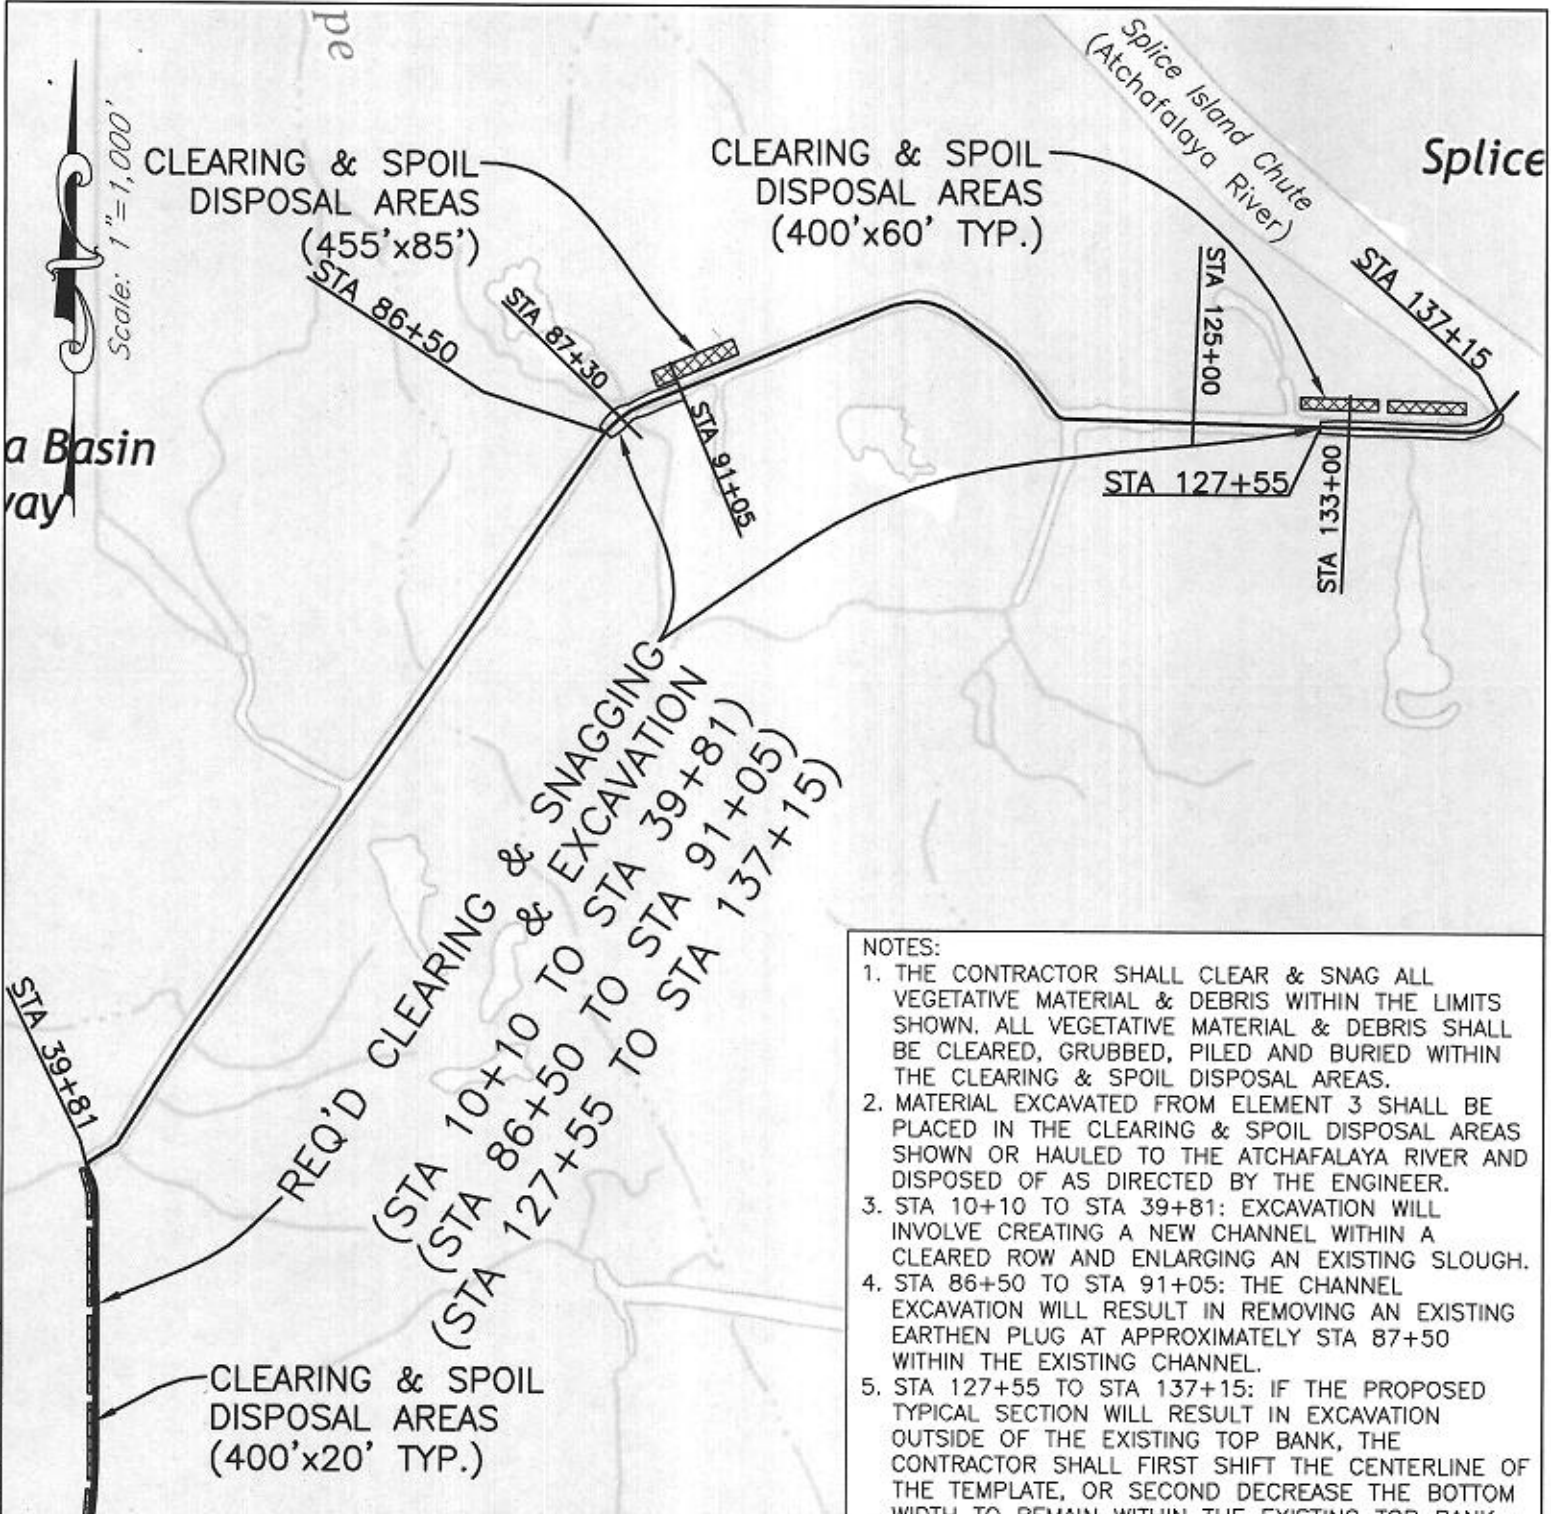 pe
Scale: 1"=1,000'
CLEARING & SPOIL
DISPOSAL AREAS
(455'x85')
CLEARING & SPOIL
DISPOSAL AREAS
(400'x60' TYP.)
Splice Island Chute
(Atchafalaya River)
Splice
STA 86+50
STA 87+30
STA 91+05
STA 125+00
STA 137+15
STA 127+55
STA 133+00
a Basin
way
STA 39+81
REQ'D CLEARING & SNAGGING
& EXCAVATION
(STA 10+10 TO STA 39+81)
(STA 86+50 TO STA 91+05)
(STA 127+55 TO STA 137+15)
CLEARING & SPOIL
DISPOSAL AREAS
(400'x20' TYP.)
NOTES:
1. THE CONTRACTOR SHALL CLEAR & SNAG ALL
VEGETATIVE MATERIAL & DEBRIS WITHIN THE LIMITS
SHOWN. ALL VEGETATIVE MATERIAL & DEBRIS SHALL
BE CLEARED, GRUBBED, PILED AND BURIED WITHIN
THE CLEARING & SPOIL DISPOSAL AREAS.
2. MATERIAL EXCAVATED FROM ELEMENT 3 SHALL BE
PLACED IN THE CLEARING & SPOIL DISPOSAL AREAS
SHOWN OR HAULED TO THE ATCHAFALAYA RIVER AND
DISPOSED OF AS DIRECTED BY THE ENGINEER.
3. STA 10+10 TO STA 39+81: EXCAVATION WILL
INVOLVE CREATING A NEW CHANNEL WITHIN A
CLEARED ROW AND ENLARGING AN EXISTING SLOUGH.
4. STA 86+50 TO STA 91+05: THE CHANNEL
EXCAVATION WILL RESULT IN REMOVING AN EXISTING
EARTHEN PLUG AT APPROXIMATELY STA 87+50
WITHIN THE EXISTING CHANNEL.
5. STA 127+55 TO STA 137+15: IF THE PROPOSED
TYPICAL SECTION WILL RESULT IN EXCAVATION
OUTSIDE OF THE EXISTING TOP BANK, THE
CONTRACTOR SHALL FIRST SHIFT THE CENTERLINE OF
THE TEMPLATE, OR SECOND DECREASE THE BOTTOM
WIDTH TO REMAIN WITHIN THE EXISTING TOP BANK